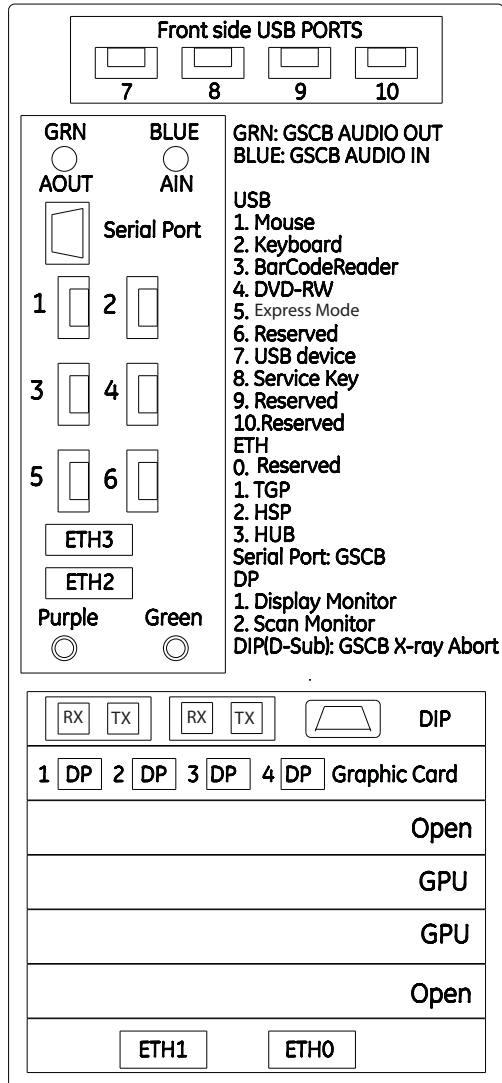 Front side USB PORTS
7 8 9 10
GRN BLUE
AOUT AIN
Serial Port
1 2
3 4
5 6
ETH3
ETH2
Purple Green
GRN: GSCB AUDIO OUT
BLUE: GSCB AUDIO IN
USB
1. Mouse
2. Keyboard
3. BarCodeReader
4. DVD-RW
5. Express Mode
6. Reserved
7. USB device
8. Service Key
9. Reserved
10.Reserved
ETH
0. Reserved
1. TGP
2. HSP
3. HUB
Serial Port: GSCB
DP
1. Display Monitor
2. Scan Monitor
DIP(D-Sub): GSCB X-ray Abort
RX TX RX TX DIP
1 DP 2 DP 3 DP 4 DP Graphic Card
Open
GPU
GPU
Open
ETH1 ETH0